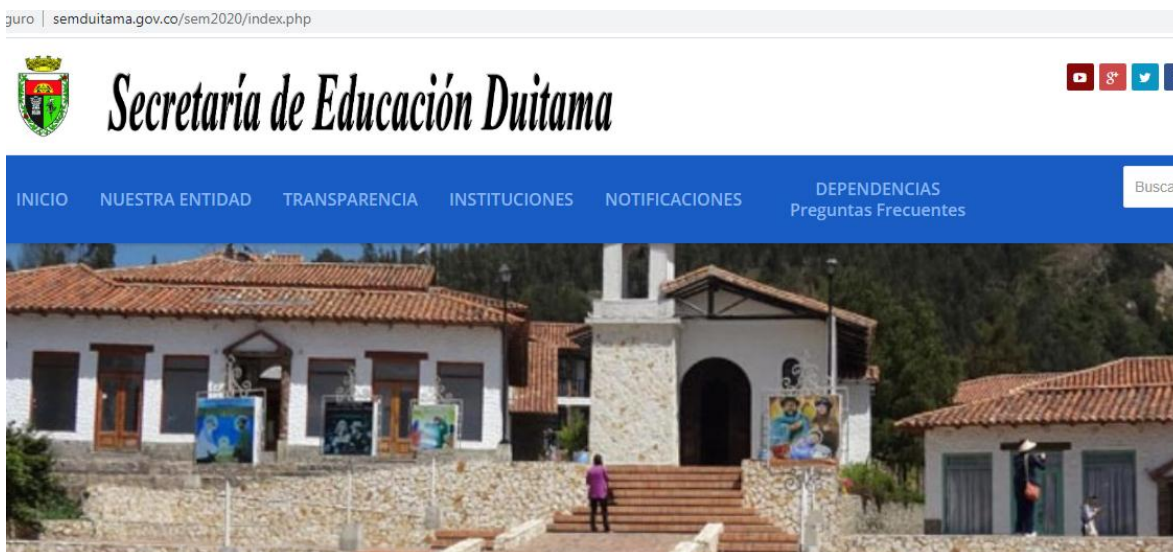 guro | semduitama.gov.co/sem2020/index.php
Secretaría de Educación Duitama
INICIO NUESTRA ENTIDAD TRANSPARENCIA INSTITUCIONES NOTIFICACIONES DEPENDENCIAS
Preguntas Frecuentes
Busca